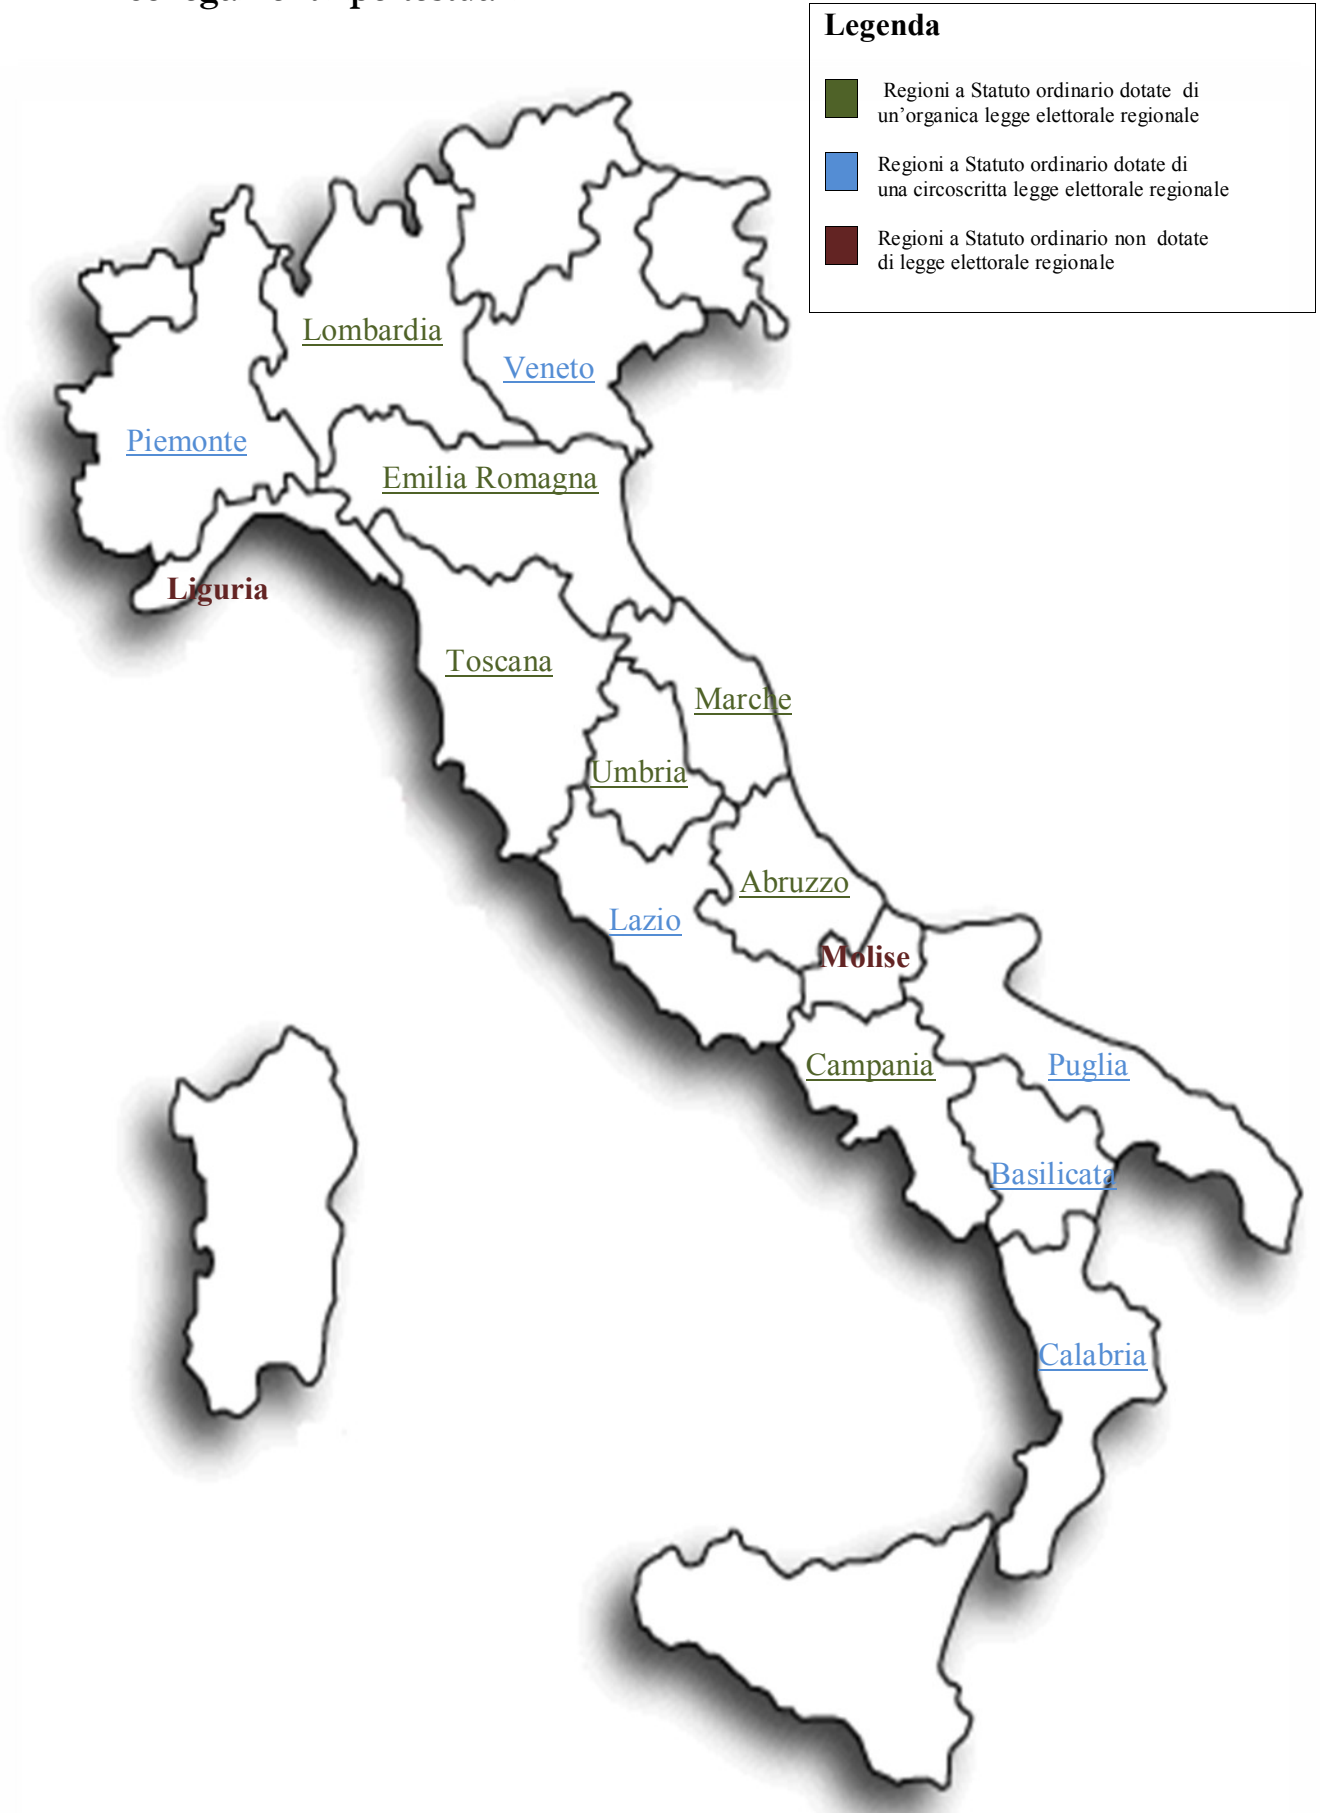 Legenda
Regioni a Statuto ordinario dotate di
un'organica legge elettorale regionale
Regioni a Statuto ordinario dotate di
una circoscritta legge elettorale regionale
Regioni a Statuto ordinario non dotate
di legge elettorale regionale
Lombardia
Veneto
Piemonte
Emilia Romagna
Liguria
Toscana
Marche
Umbria
Abruzzo
Lazio
Molise
Campania
Puglia
Basilicata
Calabria